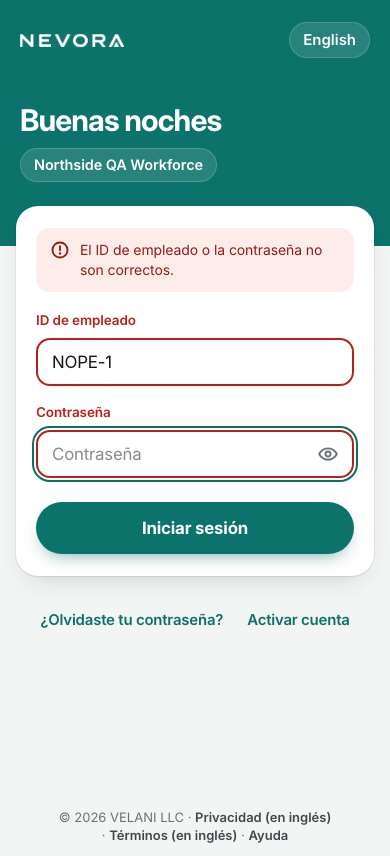 NEVORA
English
Buenas noches
Northside QA Workforce
El ID de empleado o la contraseña no
son correctos.
ID de empleado
NOPE-1
Contraseña
Contraseña
Iniciar sesión
¿Olvidaste tu contraseña? Activar cuenta
© 2026 VELANI LLC · Privacidad (en inglés)
· Términos (en inglés) · Ayuda